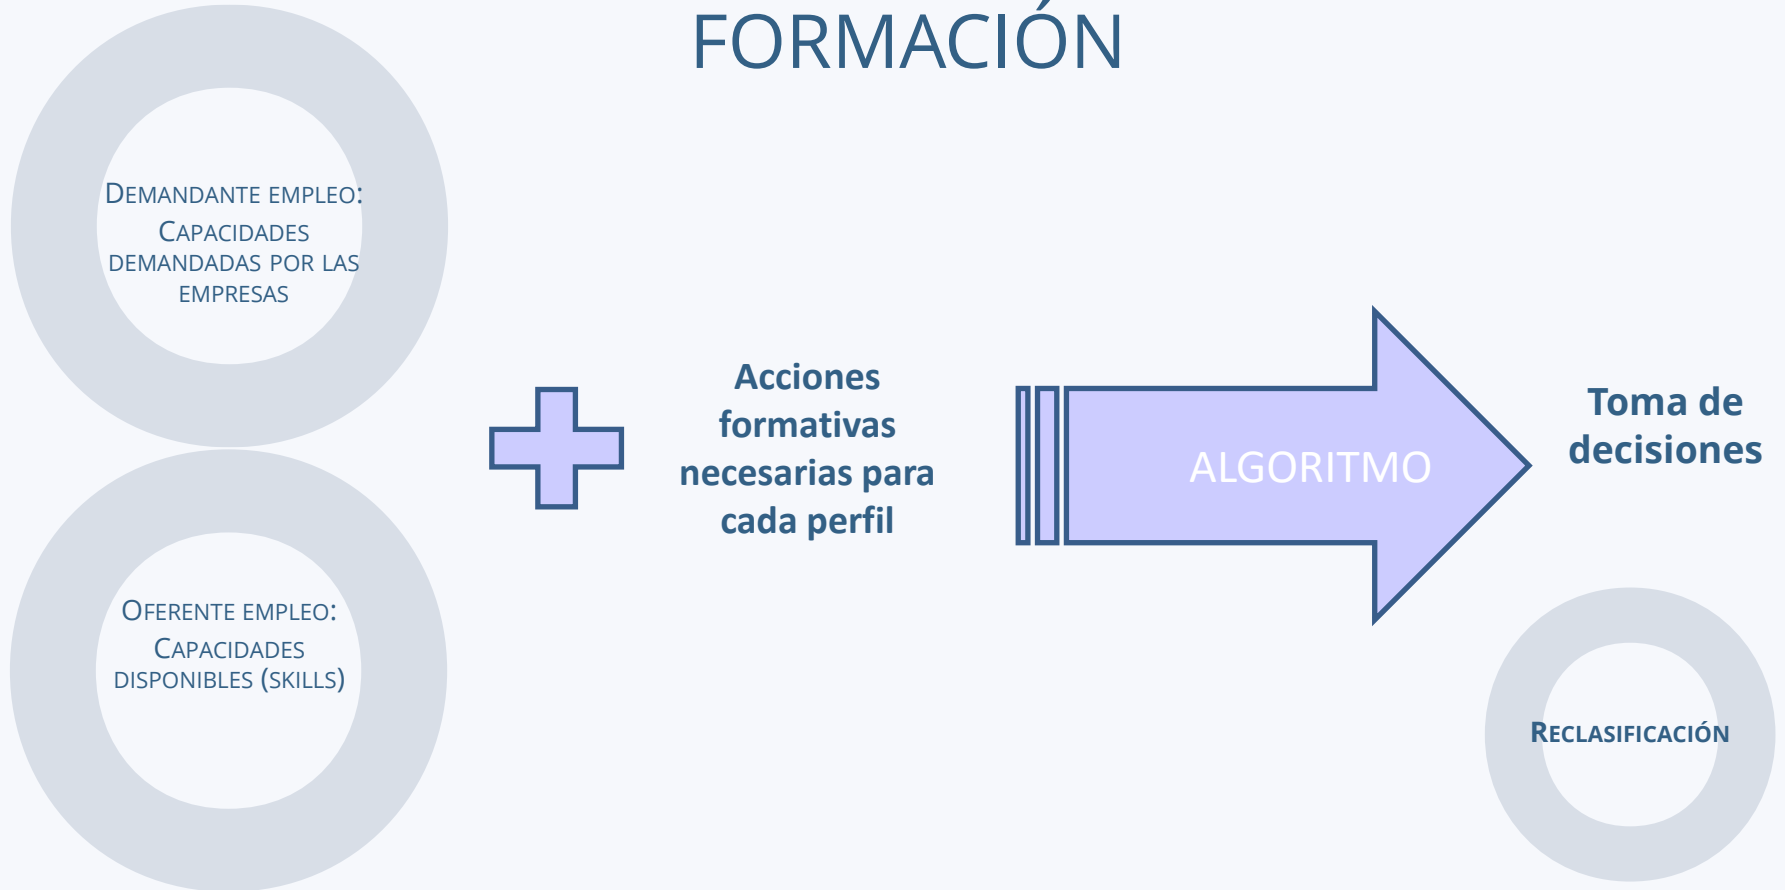 FORMACIÓN
DEMANDANTE EMPLEO:
CAPACIDADES
DEMANDADAS POR LAS
EMPRESAS
OFERENTE EMPLEO:
CAPACIDADES
DISPONIBLES (SKILLS)
Acciones
formativas
necesarias para
cada perfil
ALGORITMO
Toma de
decisiones
RECLASIFICACIÓN